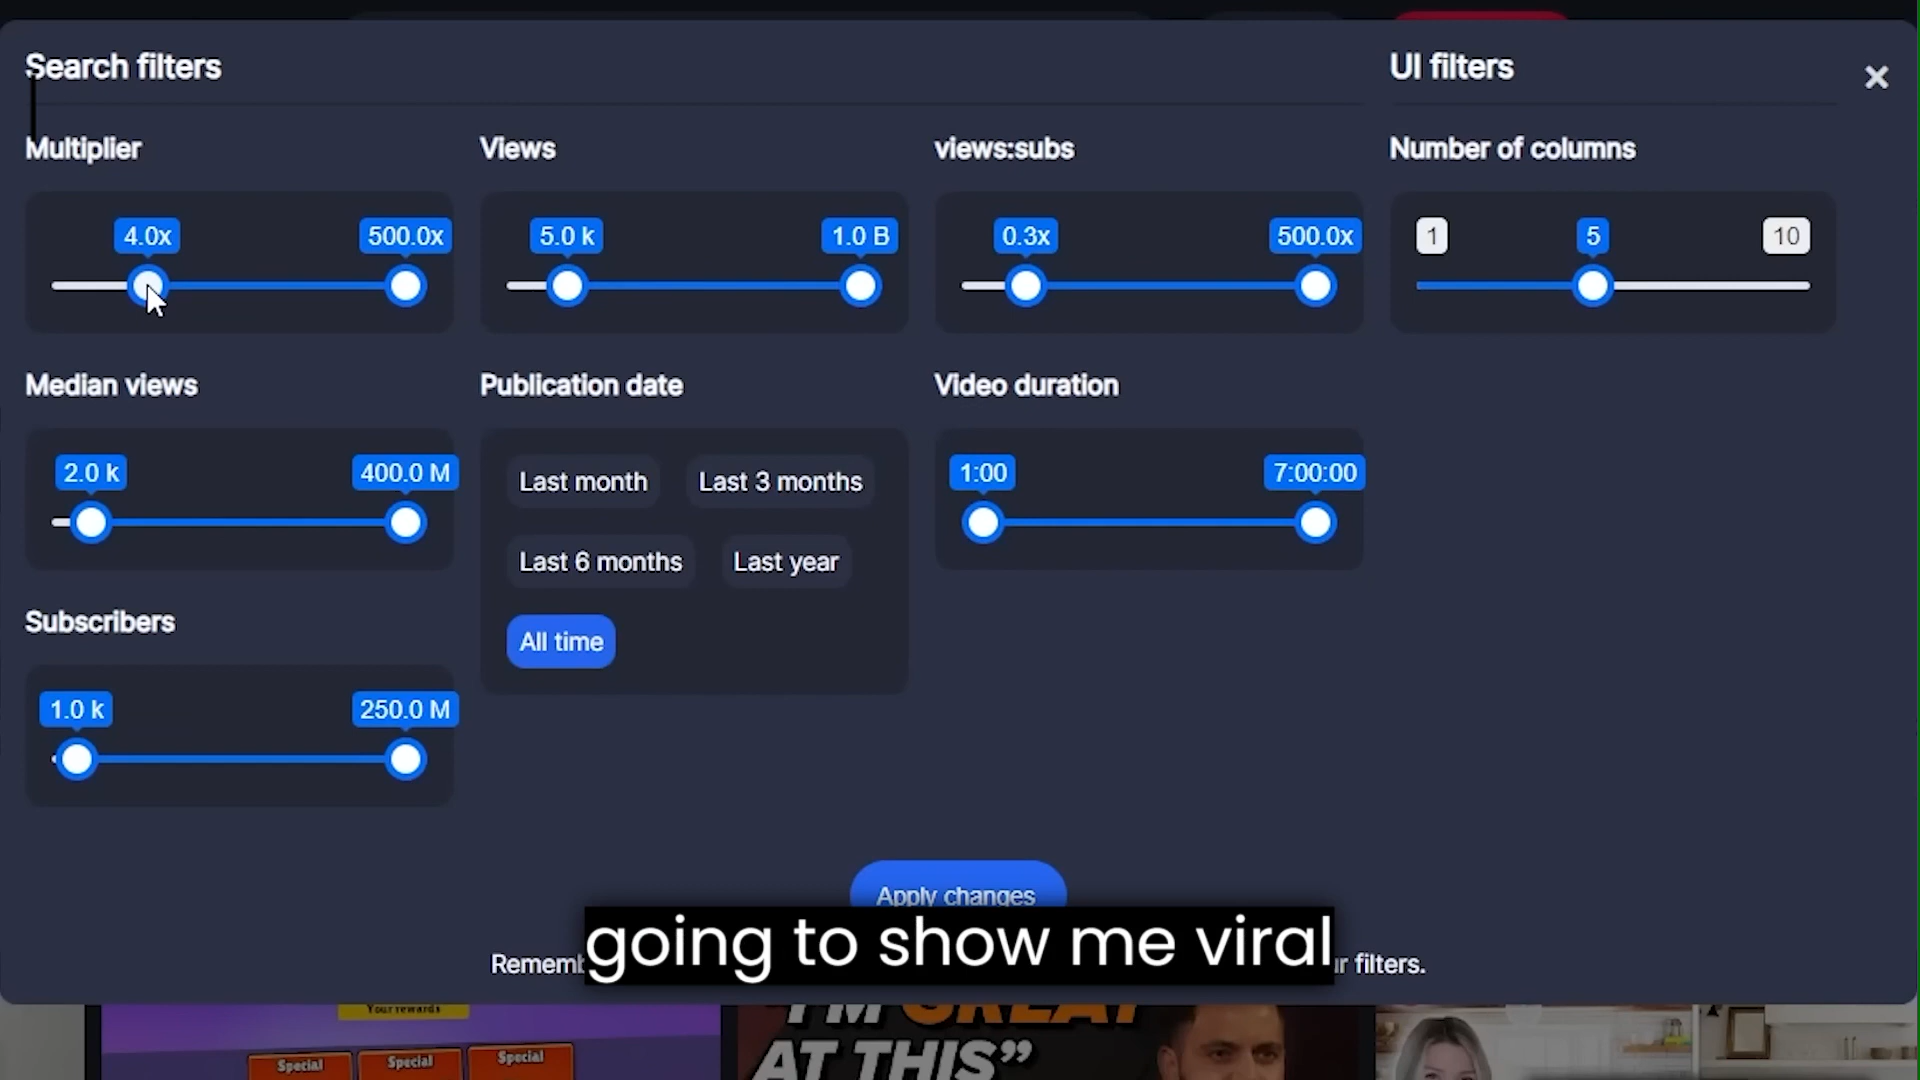 Search filters
UI filters
Multiplier
Views
views:subs
Number of columns
4.0x
500.0x
5.0 k
1.0 B
0.3x
500.0x
1
5
10
Median views
Publication date
Video duration
2.0 k
400.0 M
Last month
Last 3 months
1:00
7:00:00
Last 6 months
Last year
Subscribers
All time
1.0 k
250.0 M
Apply changes
going to show me viral
filters.
Your rewards
"I'M GREAT
AT THIS"
Special
Special
Special